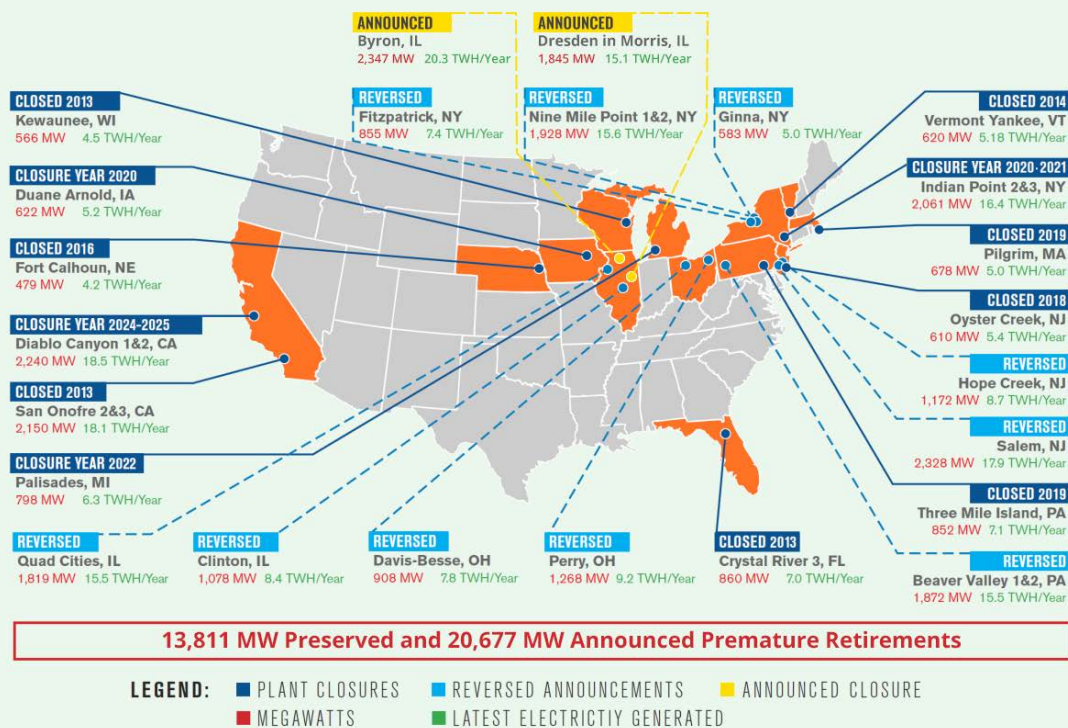 ANNOUNCED
Byron, IL
2,347 MW 20.3 TWH/Year
ANNOUNCED
Dresden in Morris, IL
1,845 MW 15.1 TWH/Year
REVERSED
Fitzpatrick, NY
855 MW 7.4 TWH/Year
REVERSED
Nine Mile Point 1&2, NY
1,928 MW 15.6 TWH/Year
REVERSED
Ginna, NY
583 MW 5.0 TWH/Year
CLOSED 2013
Kewaunee, WI
566 MW 4.5 TWH/Year
CLOSURE YEAR 2020
Duane Arnold, IA
622 MW 5.2 TWH/Year
CLOSED 2016
Fort Calhoun, NE
479 MW 4.2 TWH/Year
CLOSURE YEAR 2024-2025
Diablo Canyon 1&2, CA
2,240 MW 18.5 TWH/Year
CLOSED 2013
San Onofre 2&3, CA
2,150 MW 18.1 TWH/Year
CLOSURE YEAR 2022
Palisades, MI
798 MW 6.3 TWH/Year
CLOSED 2014
Vermont Yankee, VT
620 MW 5.18 TWH/Year
CLOSURE YEAR 2020-2021
Indian Point 2&3, NY
2,061 MW 16.4 TWH/Year
CLOSED 2019
Pilgrim, MA
678 MW 5.0 TWH/Year
CLOSED 2018
Oyster Creek, NJ
610 MW 5.4 TWH/Year
REVERSED
Hope Creek, NJ
1,172 MW 8.7 TWH/Year
REVERSED
Salem, NJ
2,328 MW 17.9 TWH/Year
CLOSED 2019
Three Mile Island, PA
852 MW 7.1 TWH/Year
REVERSED
Beaver Valley 1&2, PA
1,872 MW 15.5 TWH/Year
REVERSED
Quad Cities, IL
1,819 MW 15.5 TWH/Year
REVERSED
Clinton, IL
1,078 MW 8.4 TWH/Year
REVERSED
Davis-Besse, OH
908 MW 7.8 TWH/Year
REVERSED
Perry, OH
1,268 MW 9.2 TWH/Year
CLOSED 2013
Crystal River 3, FL
860 MW 7.0 TWH/Year
13,811 MW Preserved and 20,677 MW Announced Premature Retirements
LEGEND: PLANT CLOSURES REVERSED ANNOUNCEMENTS ANNOUNCED CLOSURE
MEGAWATTS LATEST ELECTRICTIY GENERATED